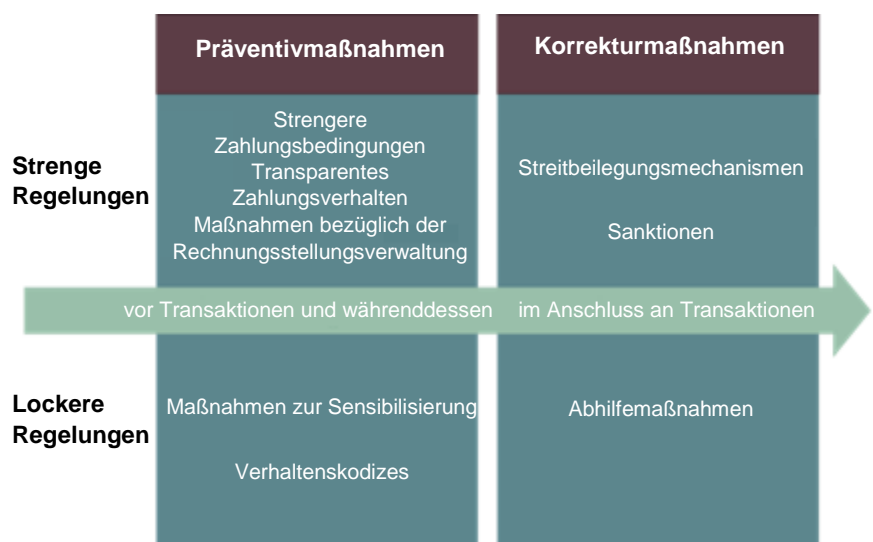 Präventivmaßnahmen
Korrekturmaßnahmen
Strenge
Regelungen
Strengere
Zahlungsbedingungen
Transparentes
Zahlungsverhalten
Maßnahmen bezüglich der
Rechnungsstellungsverwaltung
Streitbeilegungsmechanismen
Sanktionen
vor Transaktionen und währenddessen
im Anschluss an Transaktionen
Lockere
Regelungen
Maßnahmen zur Sensibilisierung
Verhaltenskodizes
Abhilfemaßnahmen